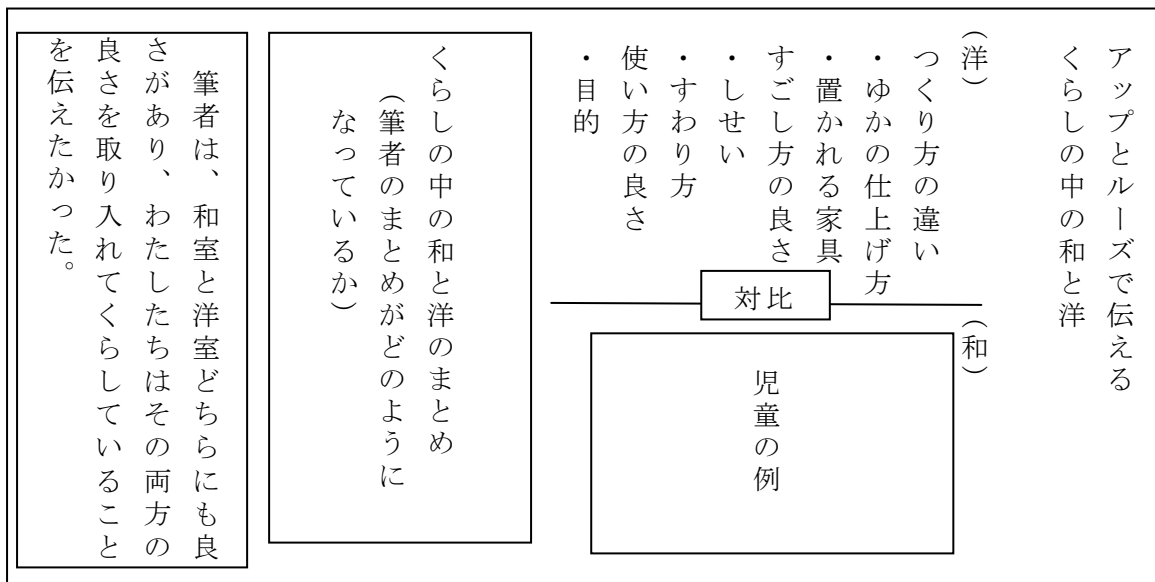 アップとルーズで伝える
くらしの中の和と洋
（洋）
つくり方の違い
・ゆかの仕上げ方
・置かれる家具
すごし方の良さ
・しせい
・すわり方
使い方の良さ
・目的
対比
（和）
児童の例
くらしの中の和と洋のまとめ
（筆者のまとめがどのように
なっているか）
筆者は、和室と洋室どちらにも良
さがあり、わたしたちはその両方の
良さを取り入れてくらしていること
を伝えたかった。